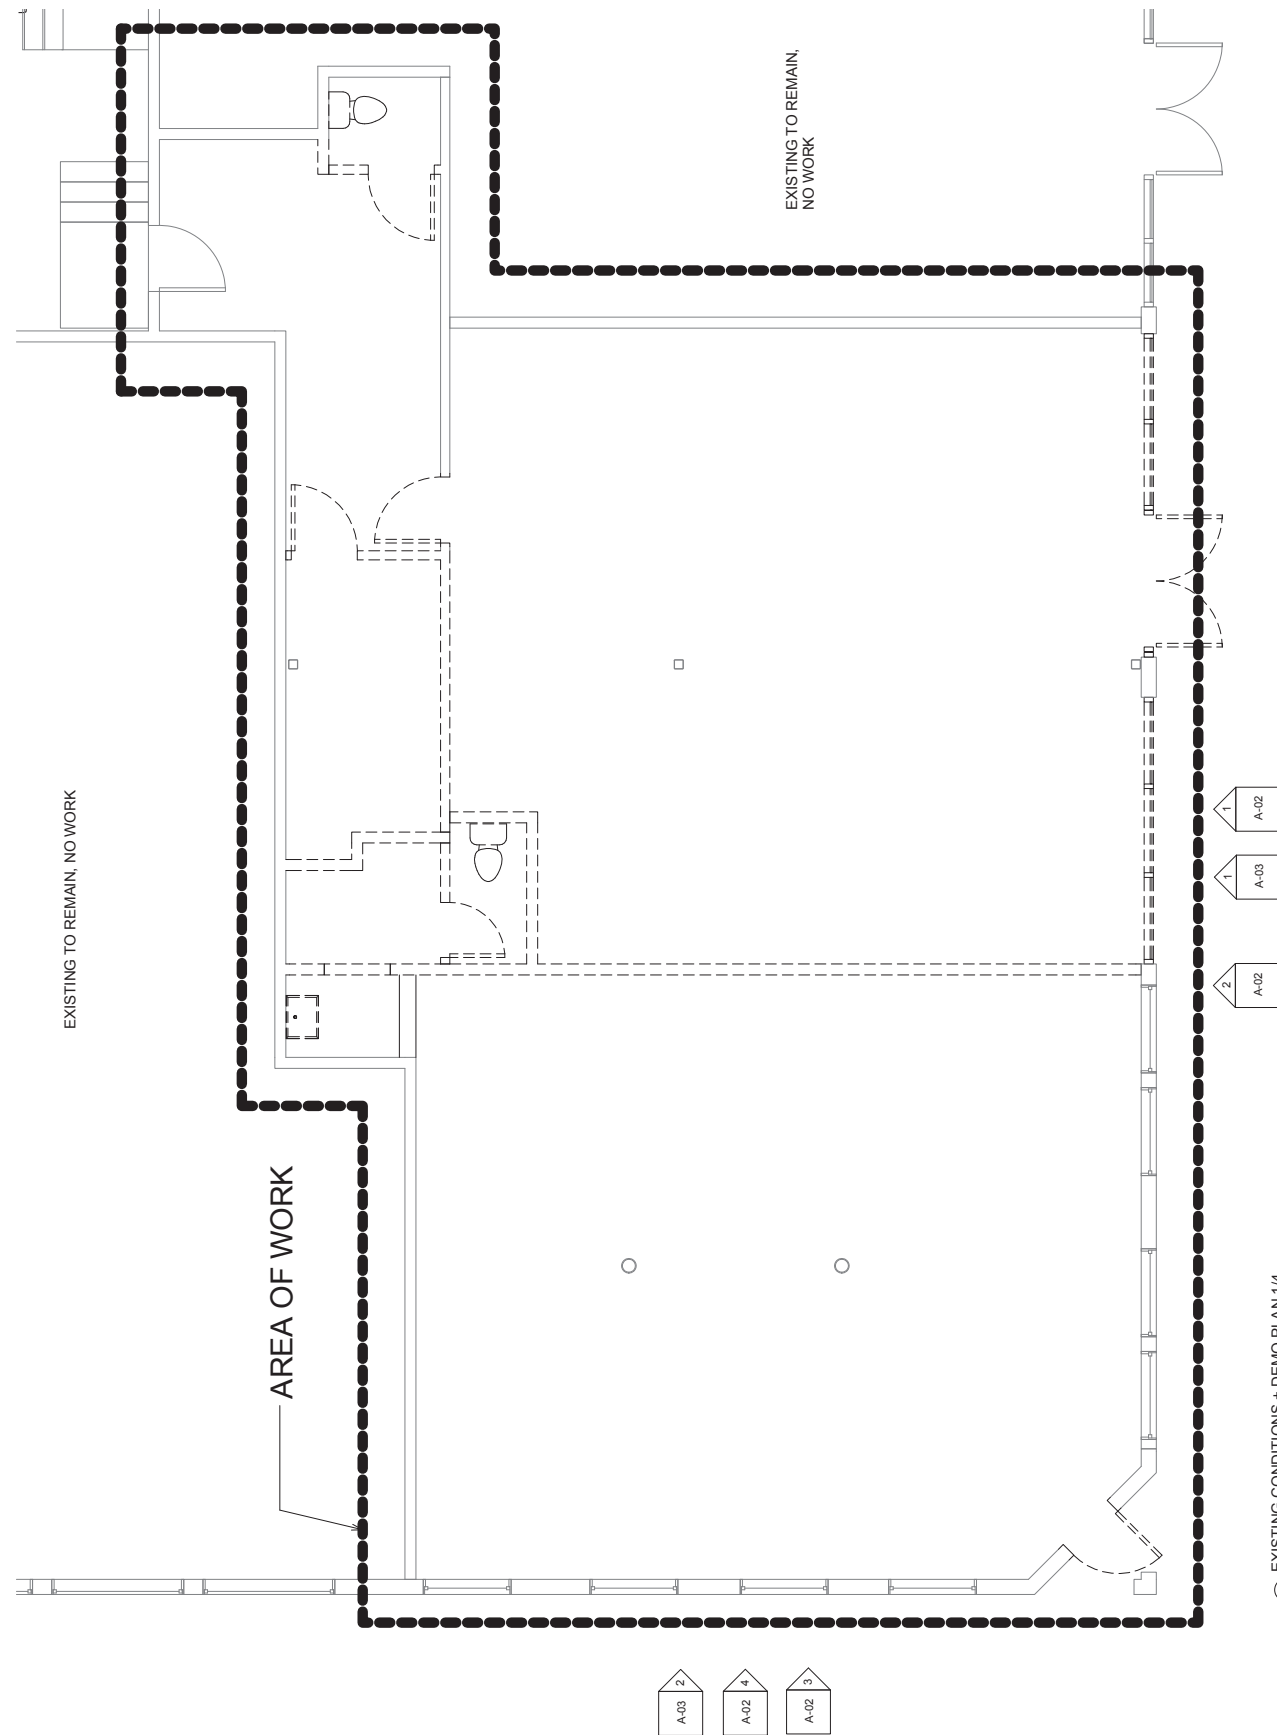 EXISTING TO REMAIN,
NO WORK
EXISTING TO REMAIN, NO WORK
AREA OF WORK
1
A-02
1
A-03
2
A-02
2
A-03
4
A-02
3
A-02
EXISTING CONDITIONS + DEMO PLAN 1/4